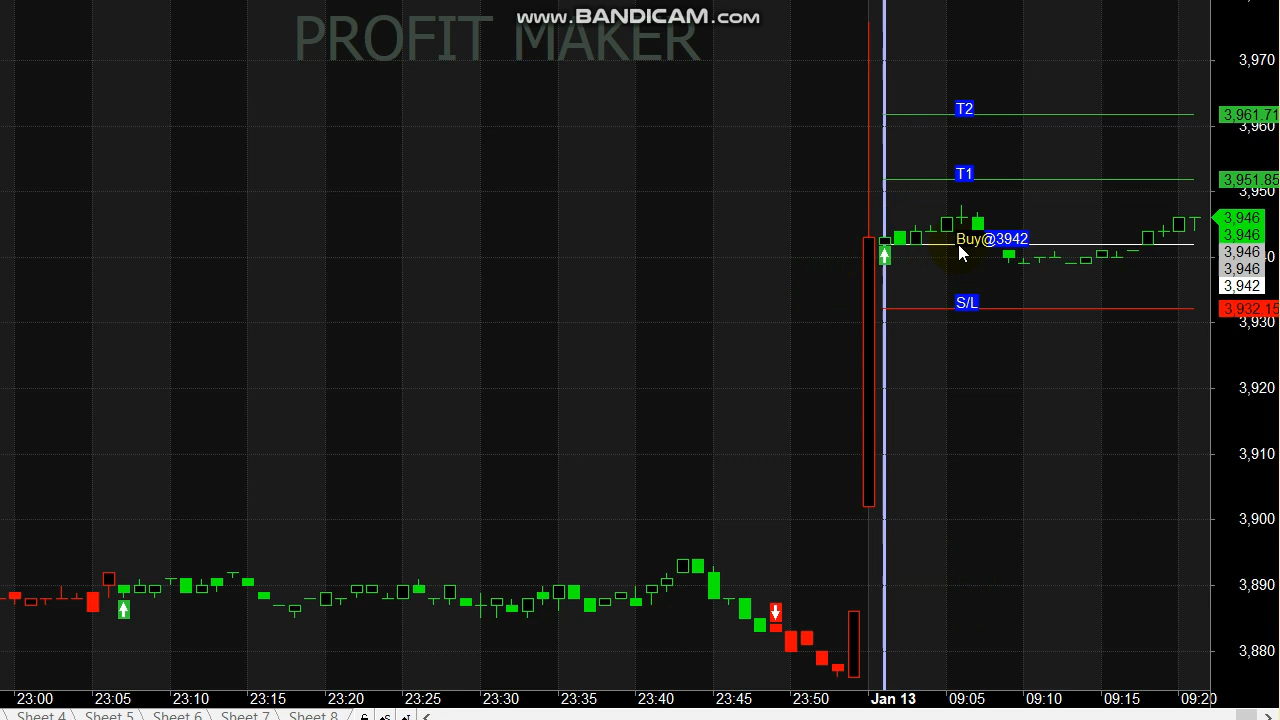 www.BANDICAM.com
PROFIT MAKER
3,970
T2
3,961.71
3,960
T1
3,951.85
3,950
3,946
Buy@3942
3,946
3,946
3,946
3,942
S/L
3,932.15
3,930
3,920
3,910
3,900
3,890
3,880
23:00 23:05 23:10 23:15 23:20 23:25 23:30 23:35 23:40 23:45 23:50 Jan 13 09:05 09:10 09:15 09:20
Sheet 4 Sheet 5 Sheet 6 Sheet 7 Sheet 8